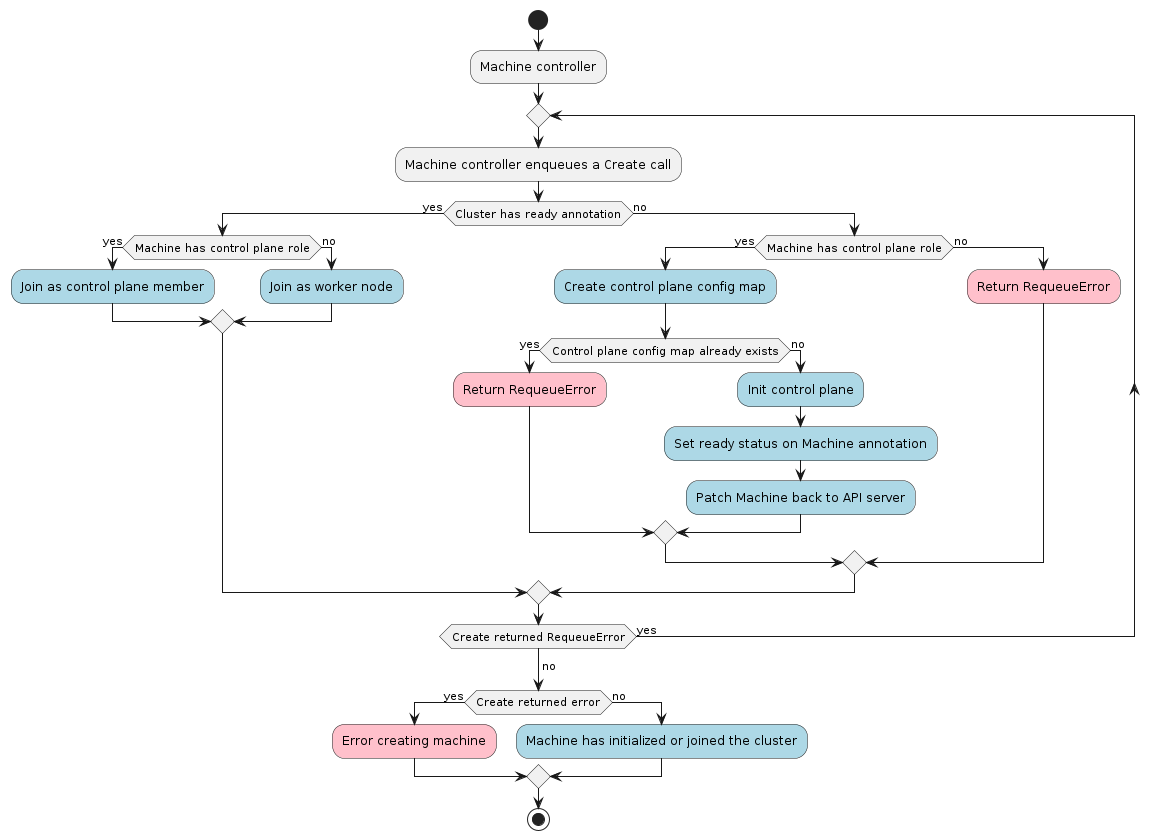 Machine controller
Machine controller enqueues a Create call
yes
Cluster has ready annotation
no
yes
Machine has control plane role
no
yes
Machine has control plane role
no
Join as control plane member
Join as worker node
Create control plane config map
Return RequeueError
yes
Control plane config map already exists
no
Return RequeueError
Init control plane
Set ready status on Machine annotation
Patch Machine back to API server
Create returned RequeueError
yes
no
yes
Create returned error
no
Error creating machine
Machine has initialized or joined the cluster